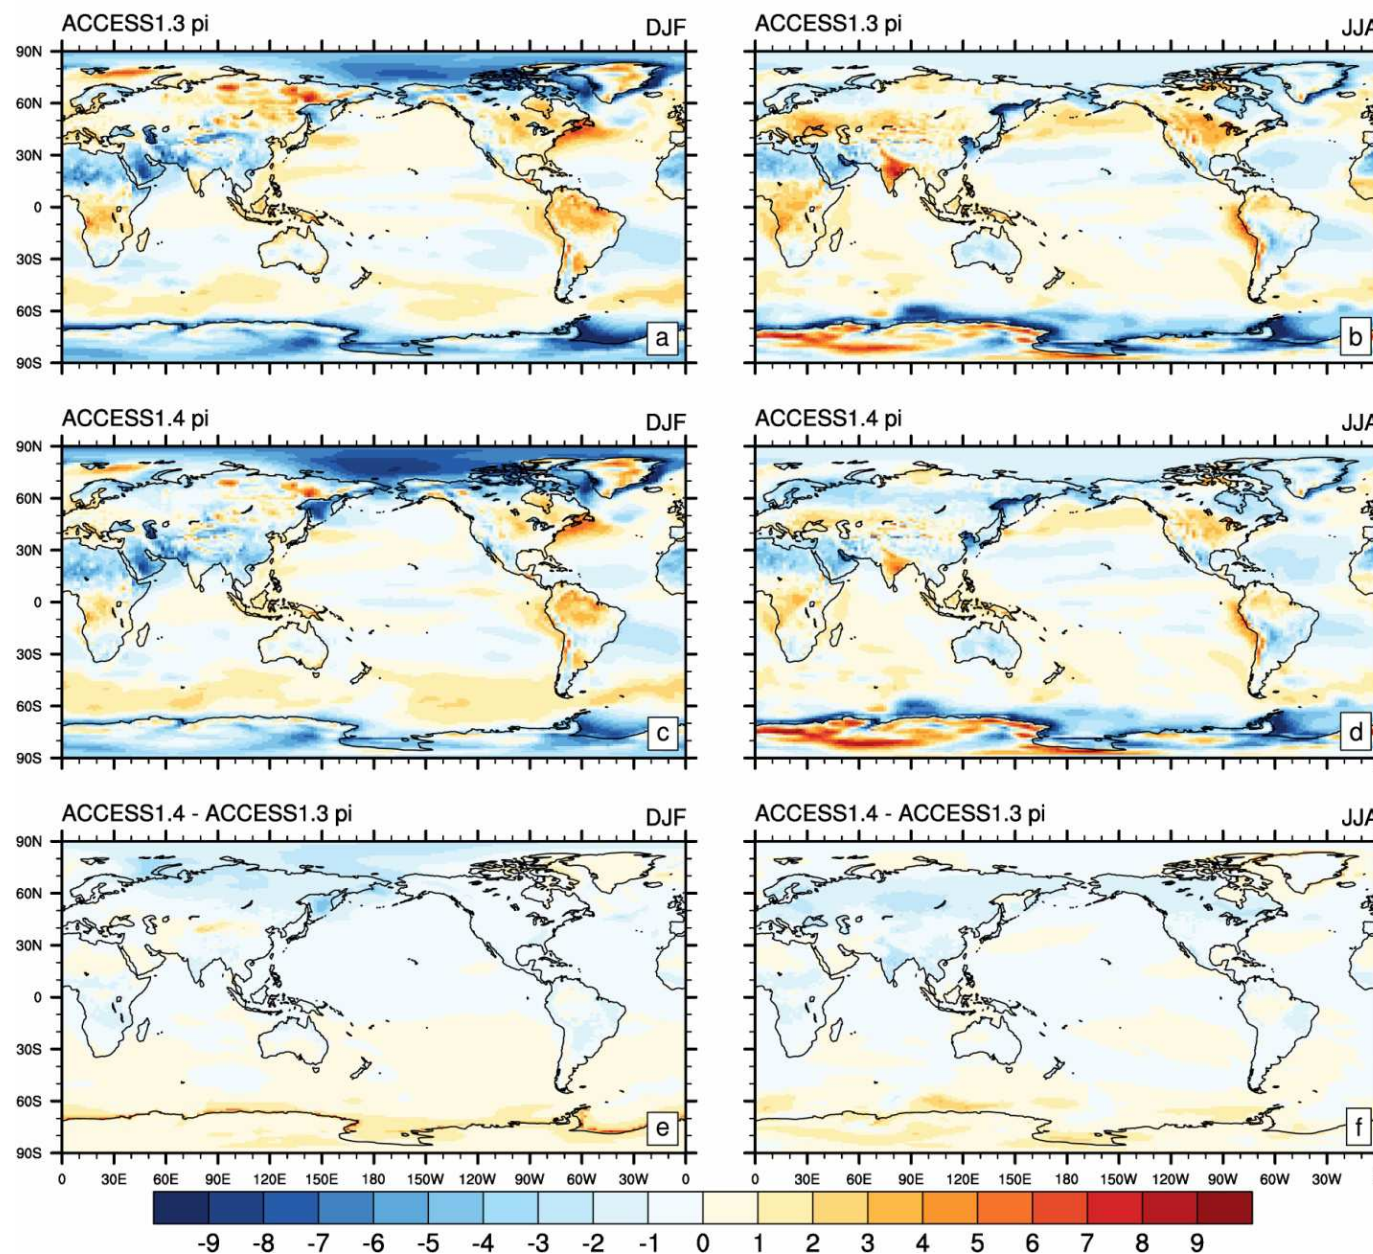 ACCESS1.3 pi DJF
90N
60N
30N
0
30S
60S
90S
a
ACCESS1.3 pi JJA
b
ACCESS1.4 pi DJF
90N
60N
30N
0
30S
60S
90S
c
ACCESS1.4 pi JJA
d
ACCESS1.4 - ACCESS1.3 pi DJF
90N
60N
30N
0
30S
60S
90S
e
0 30E 60E 90E 120E 150E 180 150W 120W 90W 60W 30W 0
ACCESS1.4 - ACCESS1.3 pi JJA
f
0 30E 60E 90E 120E 150E 180 150W 120W 90W 60W 30W
-9 -8 -7 -6 -5 -4 -3 -2 -1 0 1 2 3 4 5 6 7 8 9